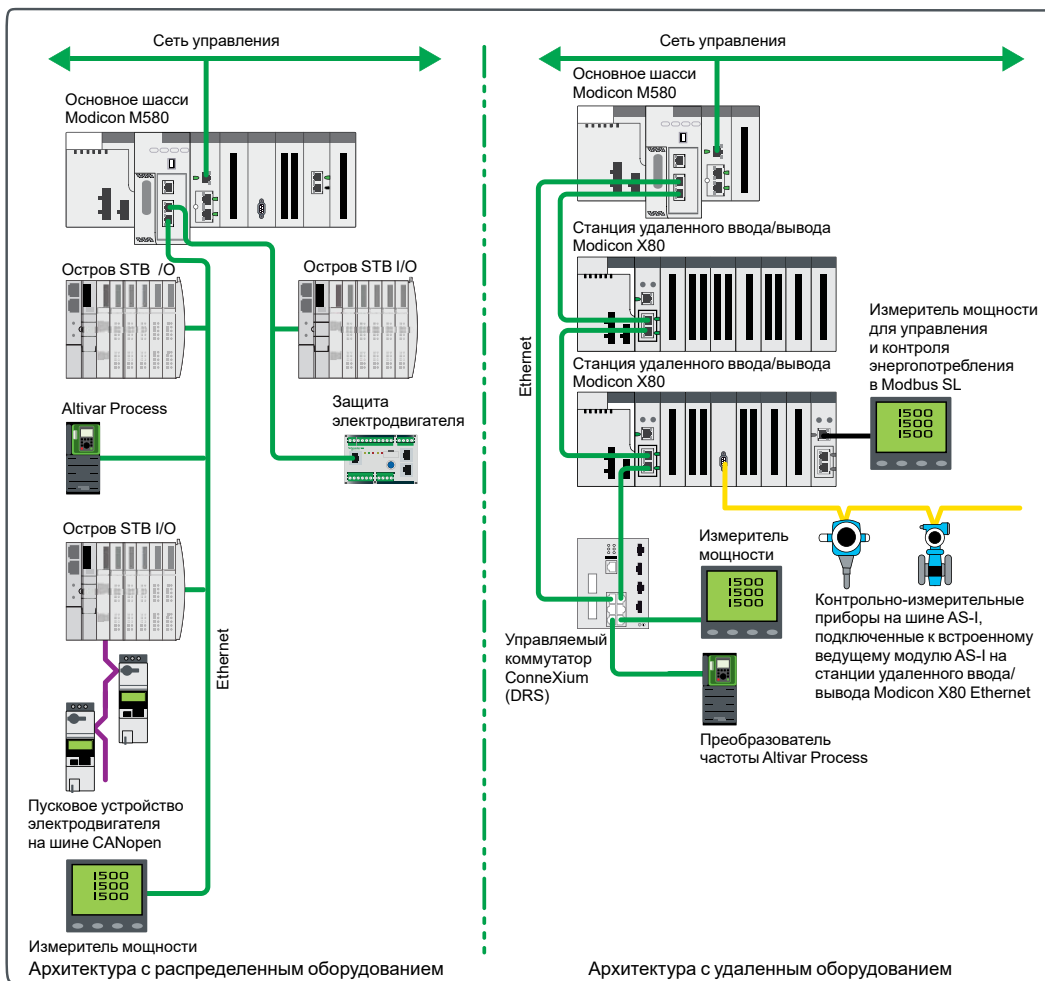 Сеть управления
Основное шасси
Modicon M580
Остров STB /O
Остров STB I/O
Altivar Process
Защита
электродвигателя
Остров STB I/O
Ethernet
Пусковое устройство
электродвигателя
на шине CANopen
1500
1500
1500
Измеритель мощности
Архитектура с распределенным оборудованием
Сеть управления
Основное шасси
Modicon M580
Станция удаленного ввода/вывода
Modicon X80
Ethernet
Станция удаленного ввода/вывода
Modicon X80
Измеритель мощности
для управления
и контроля
энергопотребления
в Modbus SL
1500
1500
1500
Измеритель
мощности
1500
1500
1500
Контрольно-измерительные
приборы на шине AS-I,
подключенные к встроенному
ведущему модулю AS-I на
станции удаленного ввода/
вывода Modicon X80 Ethernet
Управляемый
коммутатор
ConneXium
(DRS)
Преобразователь
частоты Altivar Process
Архитектура с удаленным оборудованием